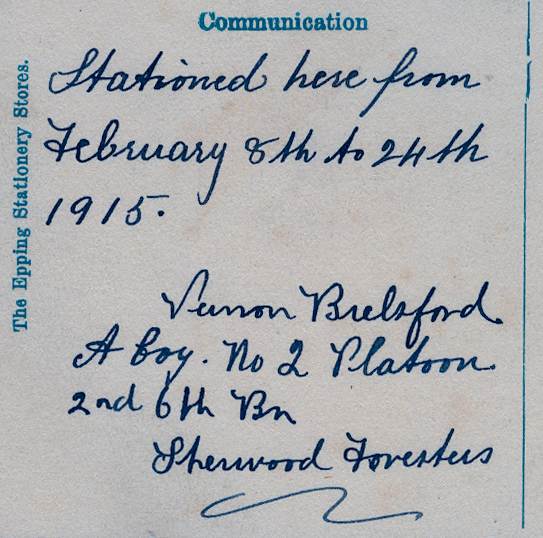 Communication
The Epping Stationery Stores.
Stationed here from
February 8th to 24th
1915.
Vernon Brelsford
A Coy. No 2 Platoon
2nd 6th Bn
Sherwood Foresters